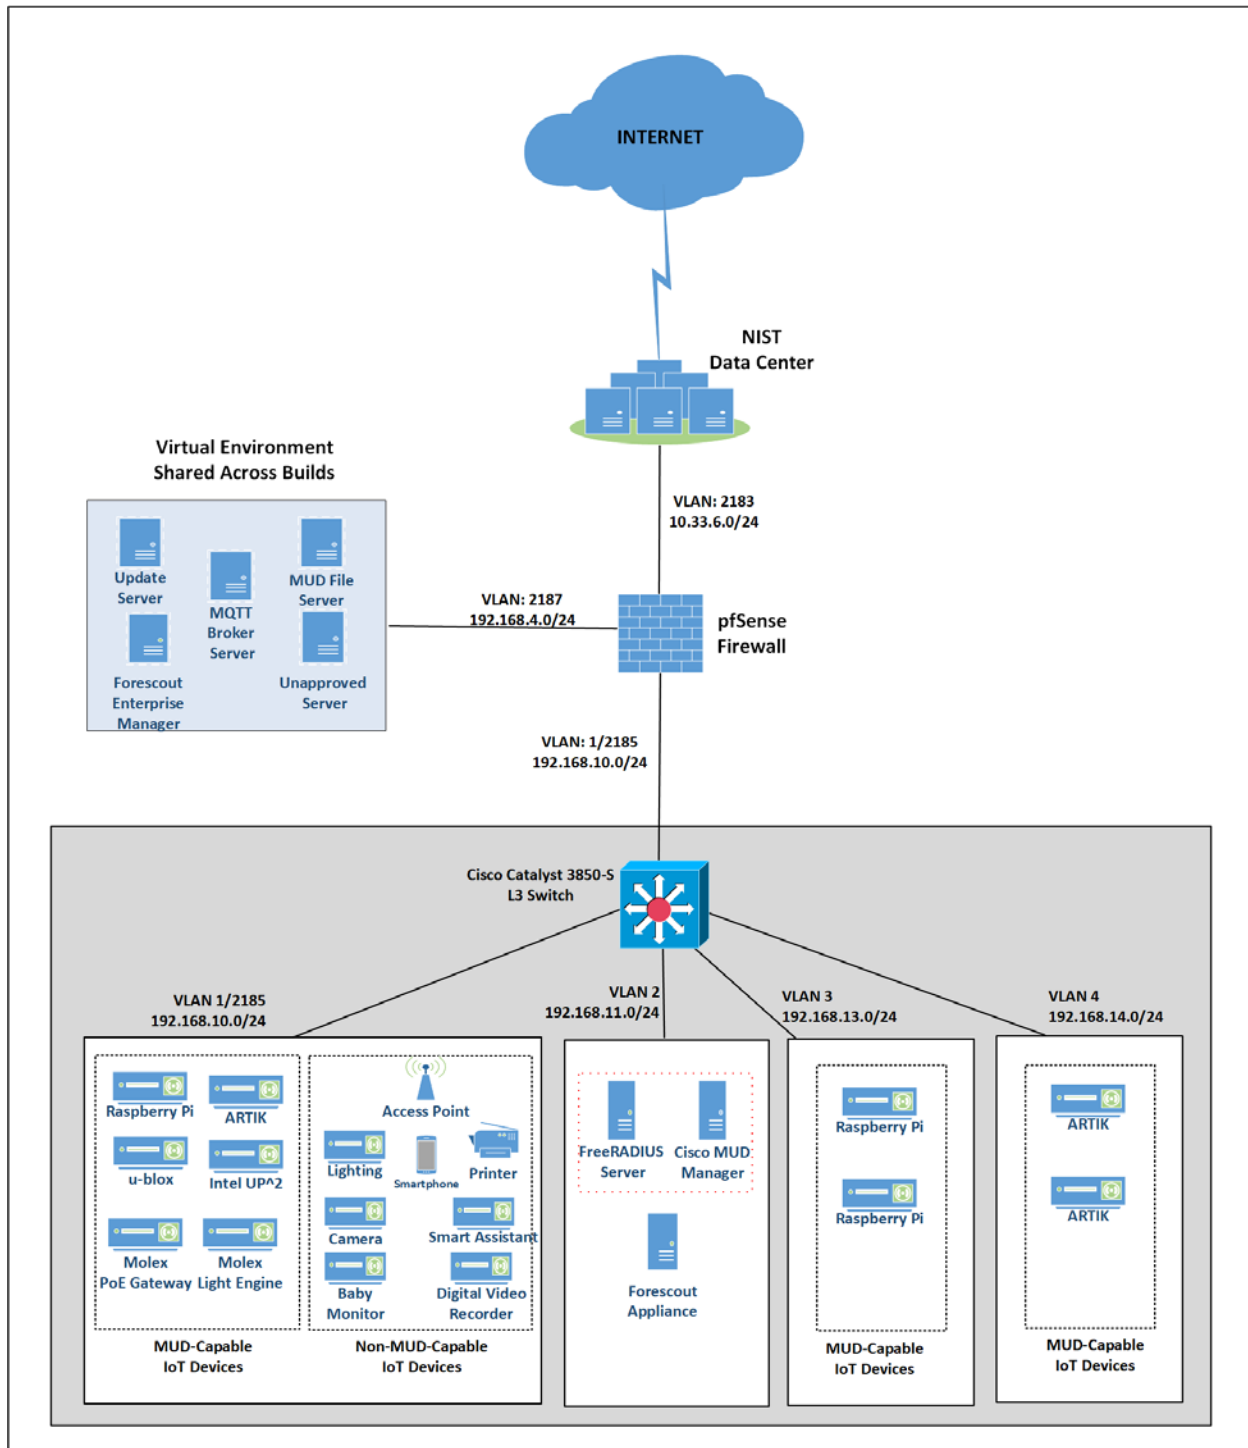 INTERNET
NIST
Data Center
Virtual Environment
Shared Across Builds
VLAN: 2183
10.33.6.0/24
Update
Server
MQTT
Broker
Server
MUD File
Server
Forescout
Enterprise
Manager
Unapproved
Server
VLAN: 2187
192.168.4.0/24
pfSense
Firewall
VLAN: 1/2185
192.168.10.0/24
Cisco Catalyst 3850-S
L3 Switch
VLAN 1/2185
192.168.10.0/24
VLAN 2
192.168.11.0/24
VLAN 3
192.168.13.0/24
VLAN 4
192.168.14.0/24
Raspberry Pi
ARTIK
u-blox
Intel UP^2
Molex
PoE Gateway
Molex
Light Engine
MUD-Capable
IoT Devices
Access Point
Lighting
Smartphone
Printer
Camera
Smart Assistant
Baby
Monitor
Digital Video
Recorder
Non-MUD-Capable
IoT Devices
FreeRADIUS
Server
Cisco MUD
Manager
Forescout
Appliance
Raspberry Pi
Raspberry Pi
MUD-Capable
IoT Devices
ARTIK
ARTIK
MUD-Capable
IoT Devices